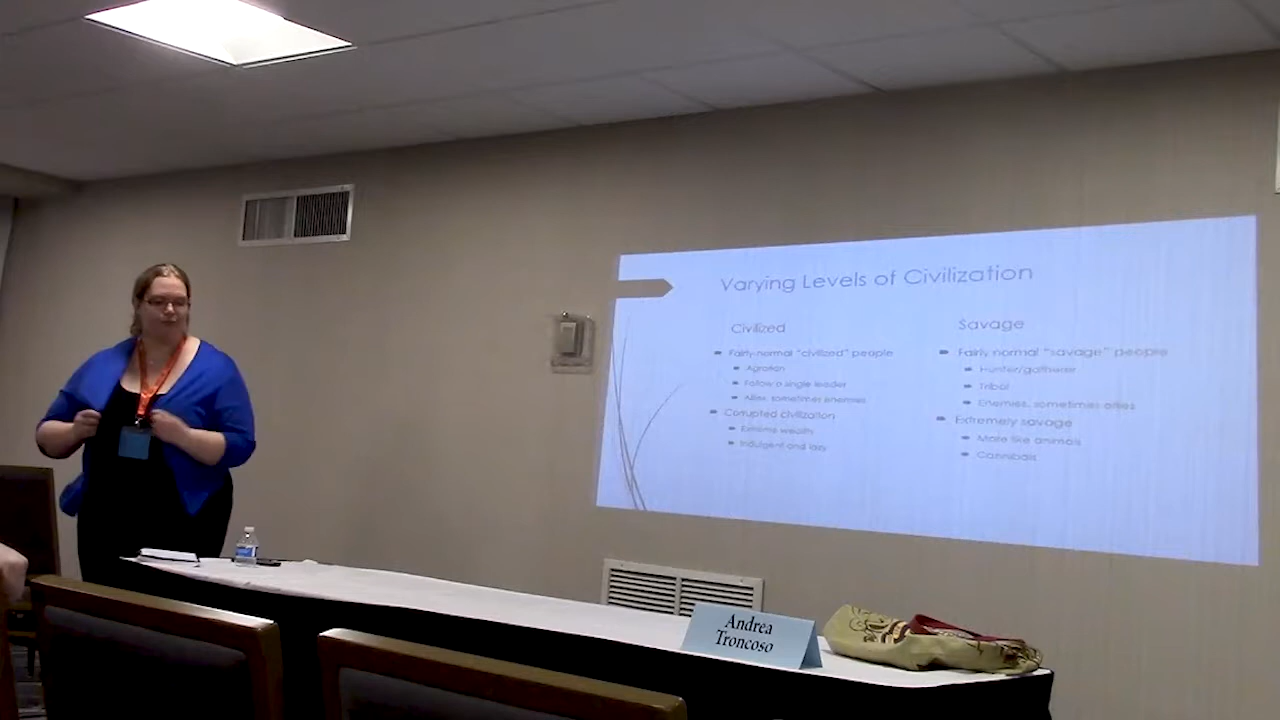 Varying Levels of Civilization
Civilized
Fairly normal "civilized" people
Agrarian
Follow a single leader
Allies, sometimes enemies
Corrupted civilization
Extreme wealth
Indulgent and lazy
Savage
Fairly normal "savage" people
Hunter/gatherer
Tribal
Enemies, sometimes allies
Extremely savage
More like animals
Cannibals
Andrea
Troncoso